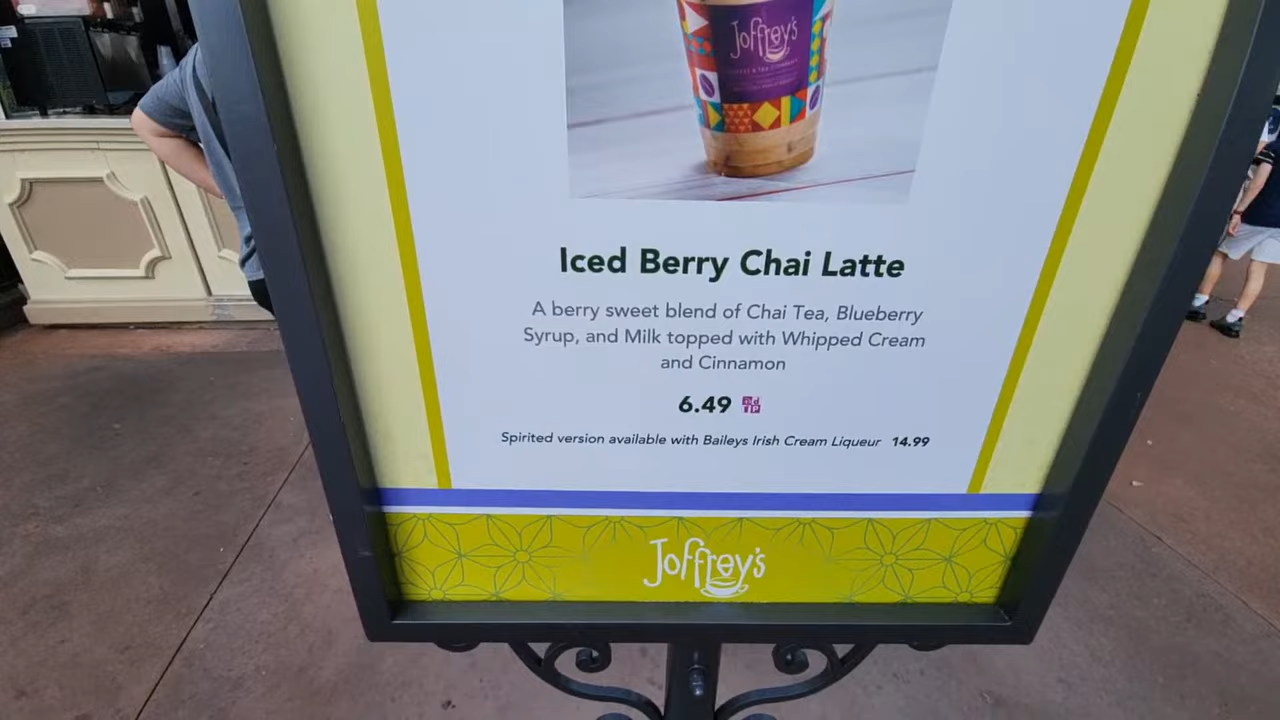 Joffrey's
Iced Berry Chai Latte
A berry sweet blend of Chai Tea, Blueberry
Syrup, and Milk topped with Whipped Cream
and Cinnamon
6.49
Spirited version available with Baileys Irish Cream Liqueur 14.99
Joffrey's